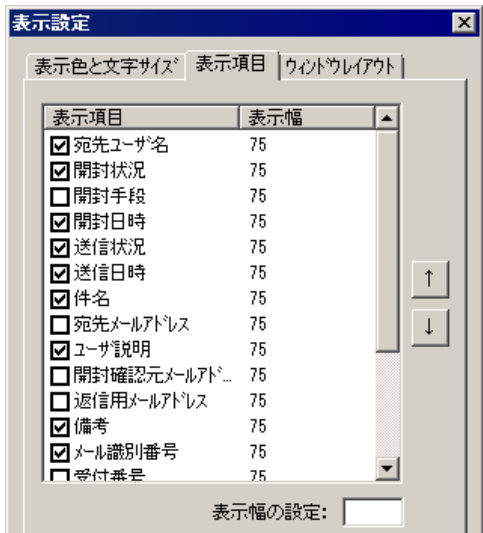 表示設定
表示色と文字ｻｲｽﾞ 表示項目 ｳｨﾝﾄﾞｳﾚｲｱｳﾄ
表示項目 表示幅
宛先ﾕｰｻﾞ名 75
開封状況 75
開封手段 75
開封日時 75
送信状況 75
送信日時 75
件名 75
宛先ﾒｰﾙｱﾄﾞﾚｽ 75
ﾕｰｻﾞ説明 75
開封確認元ﾒｰﾙｱﾄﾞ... 75
返信用ﾒｰﾙｱﾄﾞﾚｽ 75
備考 75
ﾒｰﾙ識別番号 75
受付番号 75
↑
↓
表示幅の設定: